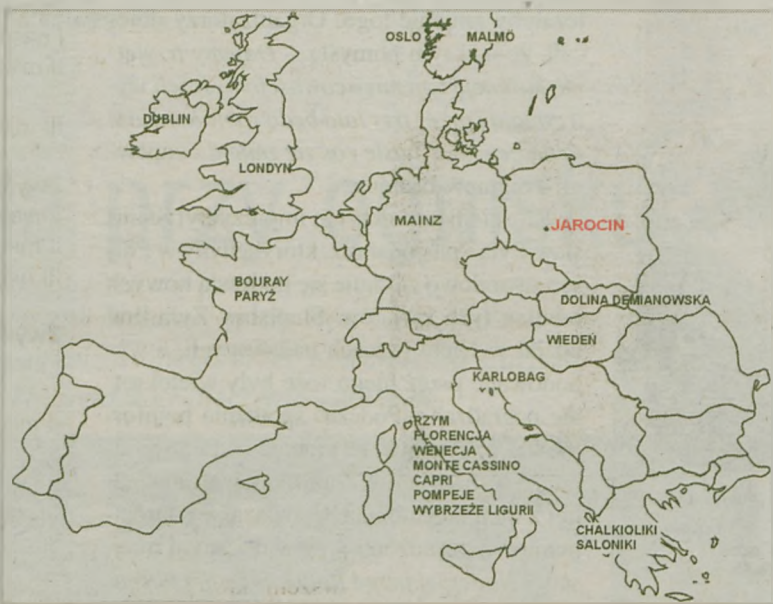 OSLO
MALMÖ
DUBLIN
LONDYN
MAINZ
JAROCIN
BOURAY
PARYŻ
DOLINA DEMIANOWSKA
WIEDEŃ
KARLOBAG
RZYM
FLORENCJA
WENECJA
MONTE CASSINO
CAPRI
POMPEJE
WYBRZEŻE LIGURII
CHALKIOLIKI
SALONIKI